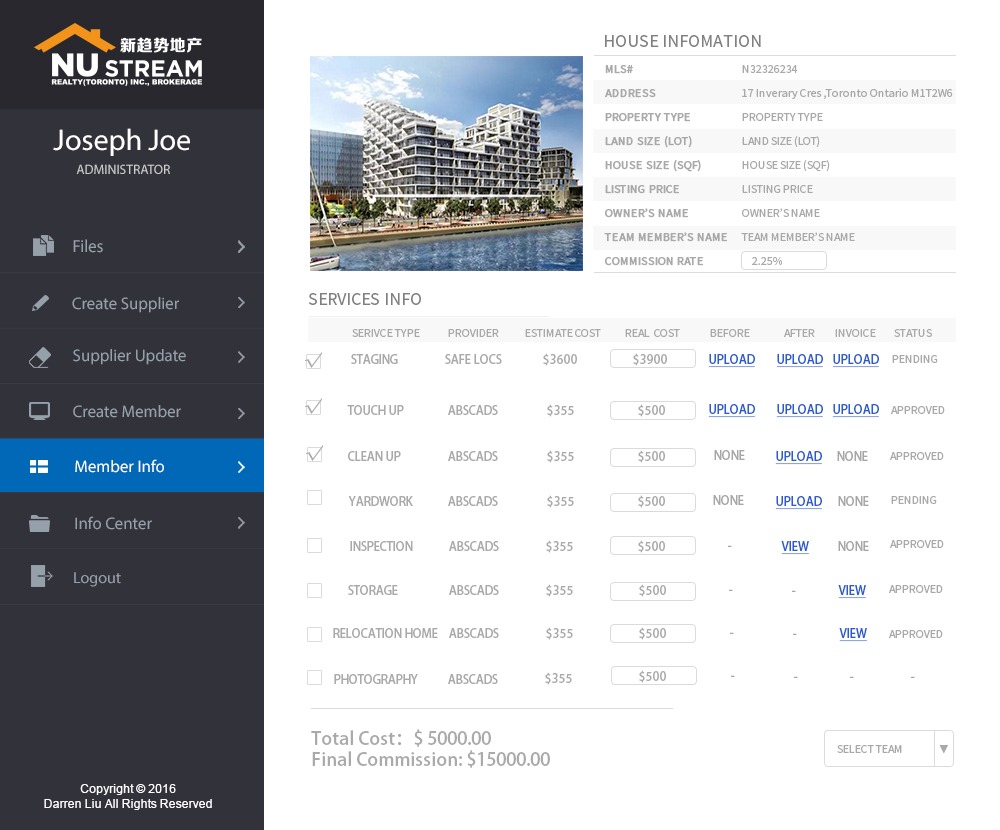 新趋势地产
NU STREAM
REALTY(TORONTO) INC., BROKERAGE
Joseph Joe
ADMINISTRATOR
Files
Create Supplier
Supplier Update
Create Member
Member Info
Info Center
Logout
Copyright © 2016
Darren Liu All Rights Reserved
HOUSE INFOMATION
MLS# N32326234
ADDRESS 17 Inverary Cres ,Toronto Ontario M1T2W6
PROPERTY TYPE PROPERTY TYPE
LAND SIZE (LOT) LAND SIZE (LOT)
HOUSE SIZE (SQF) HOUSE SIZE (SQF)
LISTING PRICE LISTING PRICE
OWNER'S NAME OWNER'S NAME
TEAM MEMBER'S NAME TEAM MEMBER'S NAME
COMMISSION RATE 2.25%
SERVICES INFO
SERIVCE TYPE PROVIDER ESTIMATE COST REAL COST BEFORE AFTER INVOICE STATUS
STAGING SAFE LOCS $3600 $3900 UPLOAD UPLOAD UPLOAD PENDING
TOUCH UP ABSCADS $355 $500 UPLOAD UPLOAD UPLOAD APPROVED
CLEAN UP ABSCADS $355 $500 NONE UPLOAD NONE APPROVED
YARDWORK ABSCADS $355 $500 NONE UPLOAD NONE PENDING
INSPECTION ABSCADS $355 $500 - VIEW NONE APPROVED
STORAGE ABSCADS $355 $500 - - VIEW APPROVED
RELOCATION HOME ABSCADS $355 $500 - - VIEW APPROVED
PHOTOGRAPHY ABSCADS $355 $500 - - - -
Total Cost： $ 5000.00
Final Commission: $15000.00
SELECT TEAM